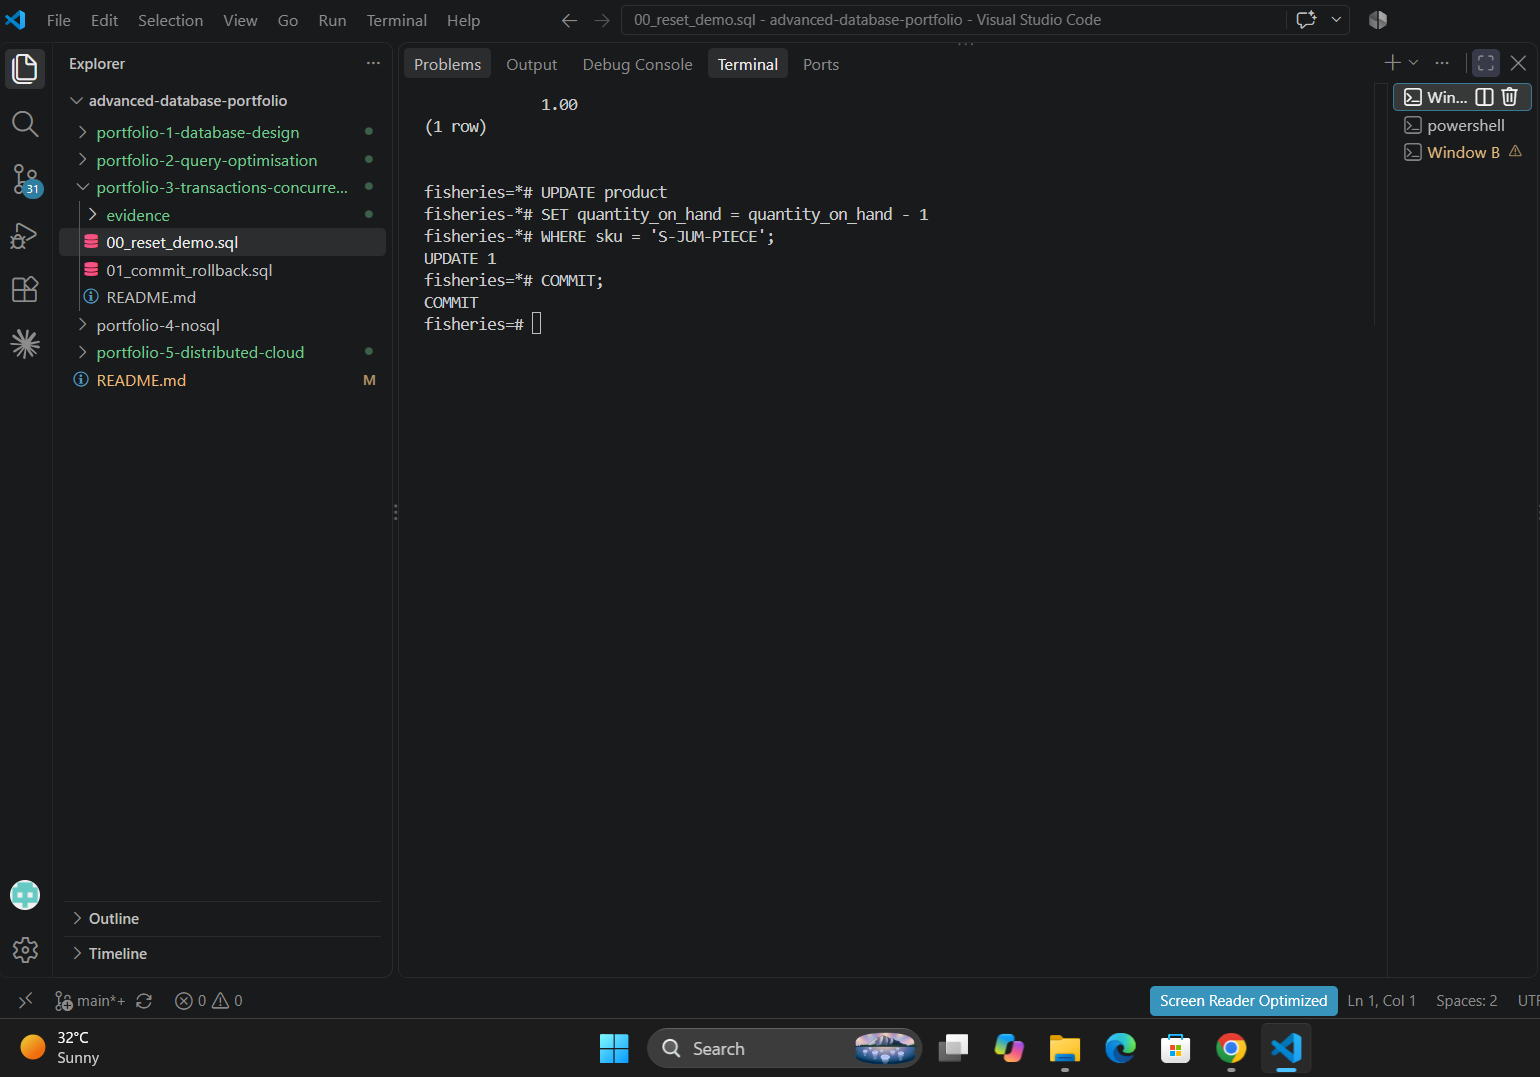 File Edit Selection View Go Run Terminal Help
00_reset_demo.sql - advanced-database-portfolio - Visual Studio Code
Explorer
advanced-database-portfolio
portfolio-1-database-design
portfolio-2-query-optimisation
portfolio-3-transactions-concurre...
evidence
00_reset_demo.sql
01_commit_rollback.sql
README.md
portfolio-4-nosql
portfolio-5-distributed-cloud
README.md M
31
Outline
Timeline
Problems Output Debug Console Terminal Ports
1.00
(1 row)
fisheries=*# UPDATE product
fisheries-*# SET quantity_on_hand = quantity_on_hand - 1
fisheries-*# WHERE sku = 'S-JUM-PIECE';
UPDATE 1
fisheries=*# COMMIT;
COMMIT
fisheries=#
Win...
powershell
Window B
main*+ 0 0
Screen Reader Optimized Ln 1, Col 1 Spaces: 2 UTF
32°C
Sunny
Search